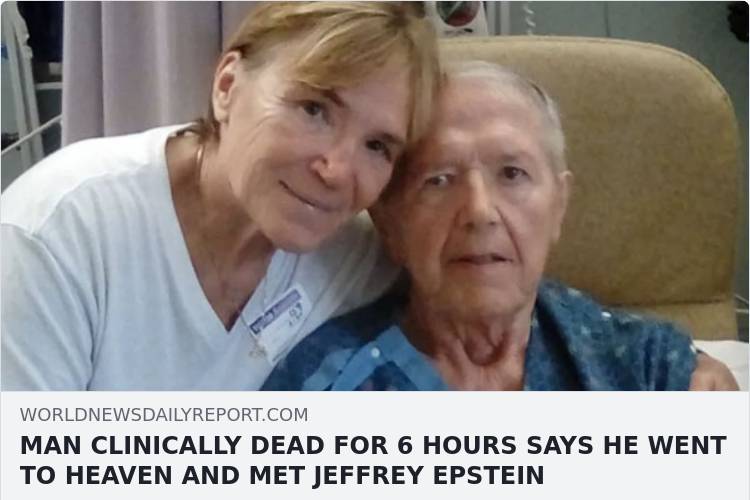 WORLDNEWSDAILYREPORT.COM
MAN CLINICALLY DEAD FOR 6 HOURS SAYS HE WENT
TO HEAVEN AND MET JEFFREY EPSTEIN